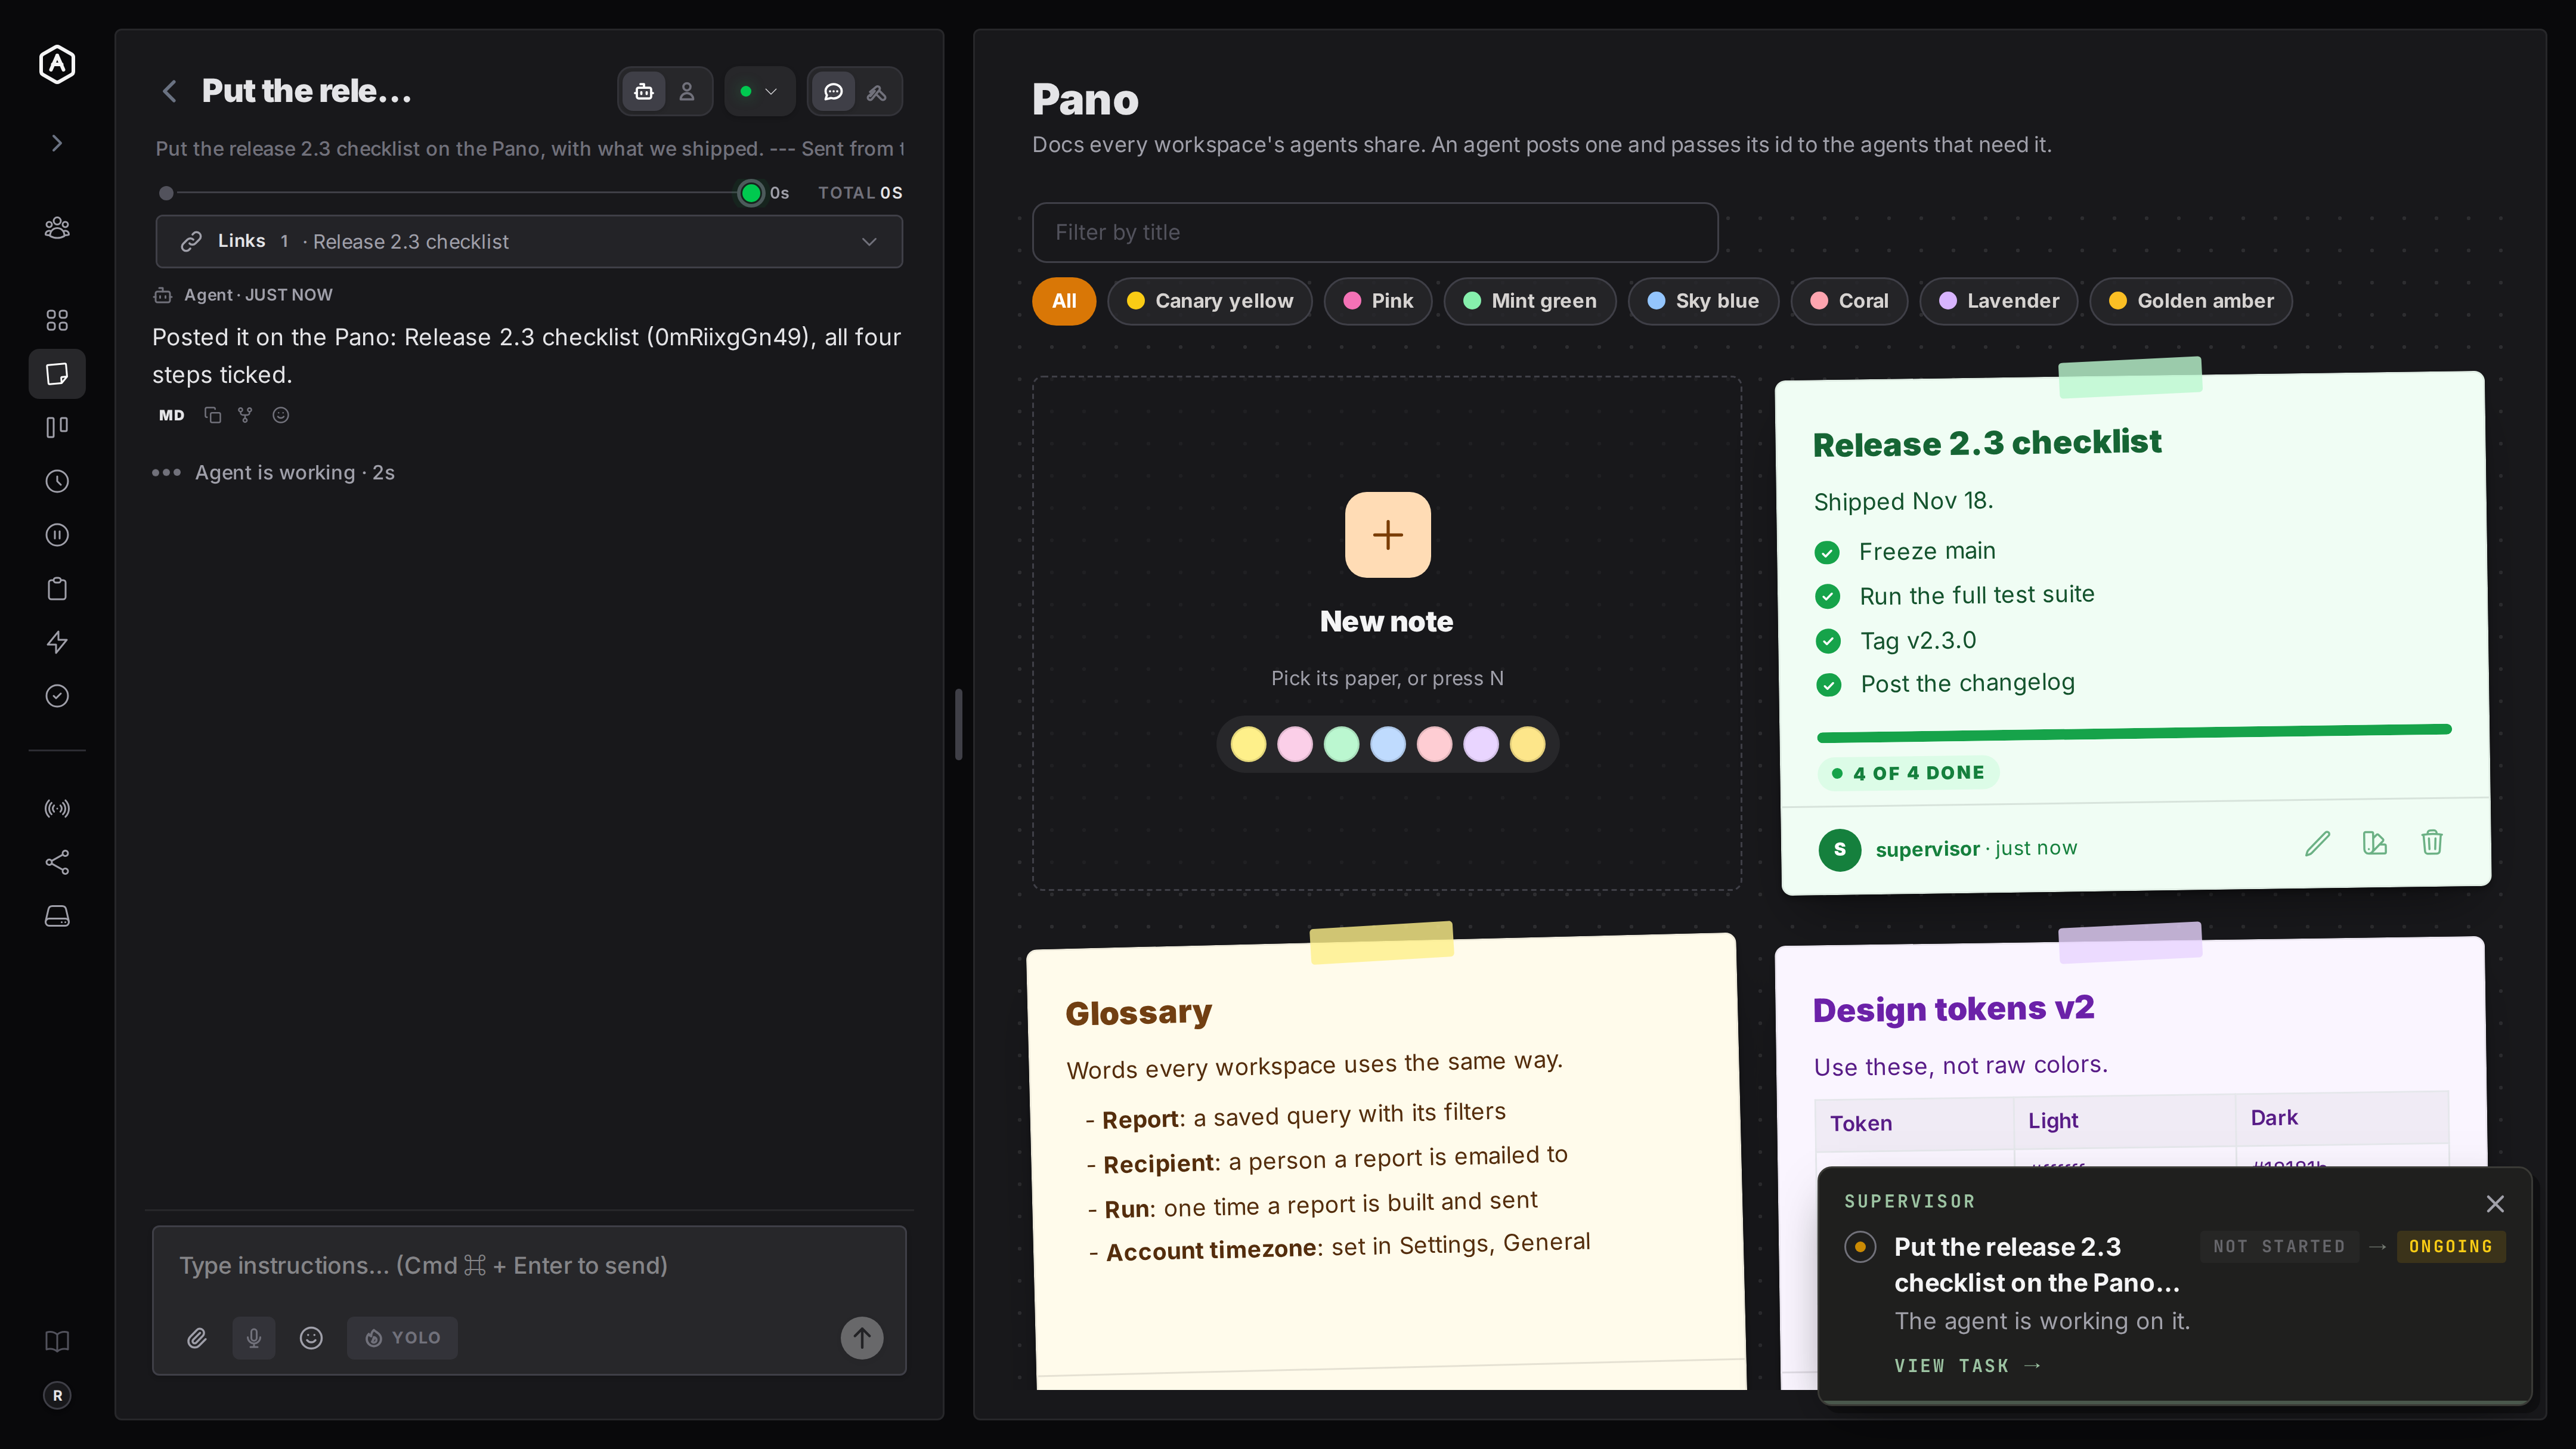 Put the rele...
Put the release 2.3 checklist on the Pano, with what we shipped. --- Sent from
0s
TOTAL 0S
Links 1 · Release 2.3 checklist
Agent · JUST NOW
Posted it on the Pano: Release 2.3 checklist (0mRiixgGn49), all four
steps ticked.
MD
Agent is working · 2s
Type instructions... (Cmd ⌘ + Enter to send)
YOLO
R
Pano
Docs every workspace's agents share. An agent posts one and passes its id to the agents that need it.
Filter by title
All
Canary yellow
Pink
Mint green
Sky blue
Coral
Lavender
Golden amber
New note
Pick its paper, or press N
Release 2.3 checklist
Shipped Nov 18.
Freeze main
Run the full test suite
Tag v2.3.0
Post the changelog
4 OF 4 DONE
S
supervisor · just now
Glossary
Words every workspace uses the same way.
- Report: a saved query with its filters
- Recipient: a person a report is emailed to
- Run: one time a report is built and sent
- Account timezone: set in Settings, General
Design tokens v2
Use these, not raw colors.
Token Light Dark
SUPERVISOR
Put the release 2.3
checklist on the Pano...
NOT STARTED → ONGOING
The agent is working on it.
VIEW TASK →